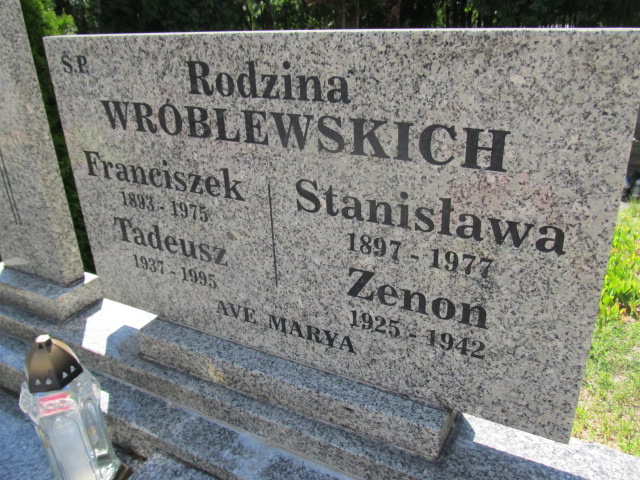 Ś.P.
Rodzina
WRÓBLEWSKICH
Franciszek
1893 - 1975
Tadeusz
1937 - 1995
Stanisława
1897 - 1977
Zenon
1925 - 1942
AVE MARYA